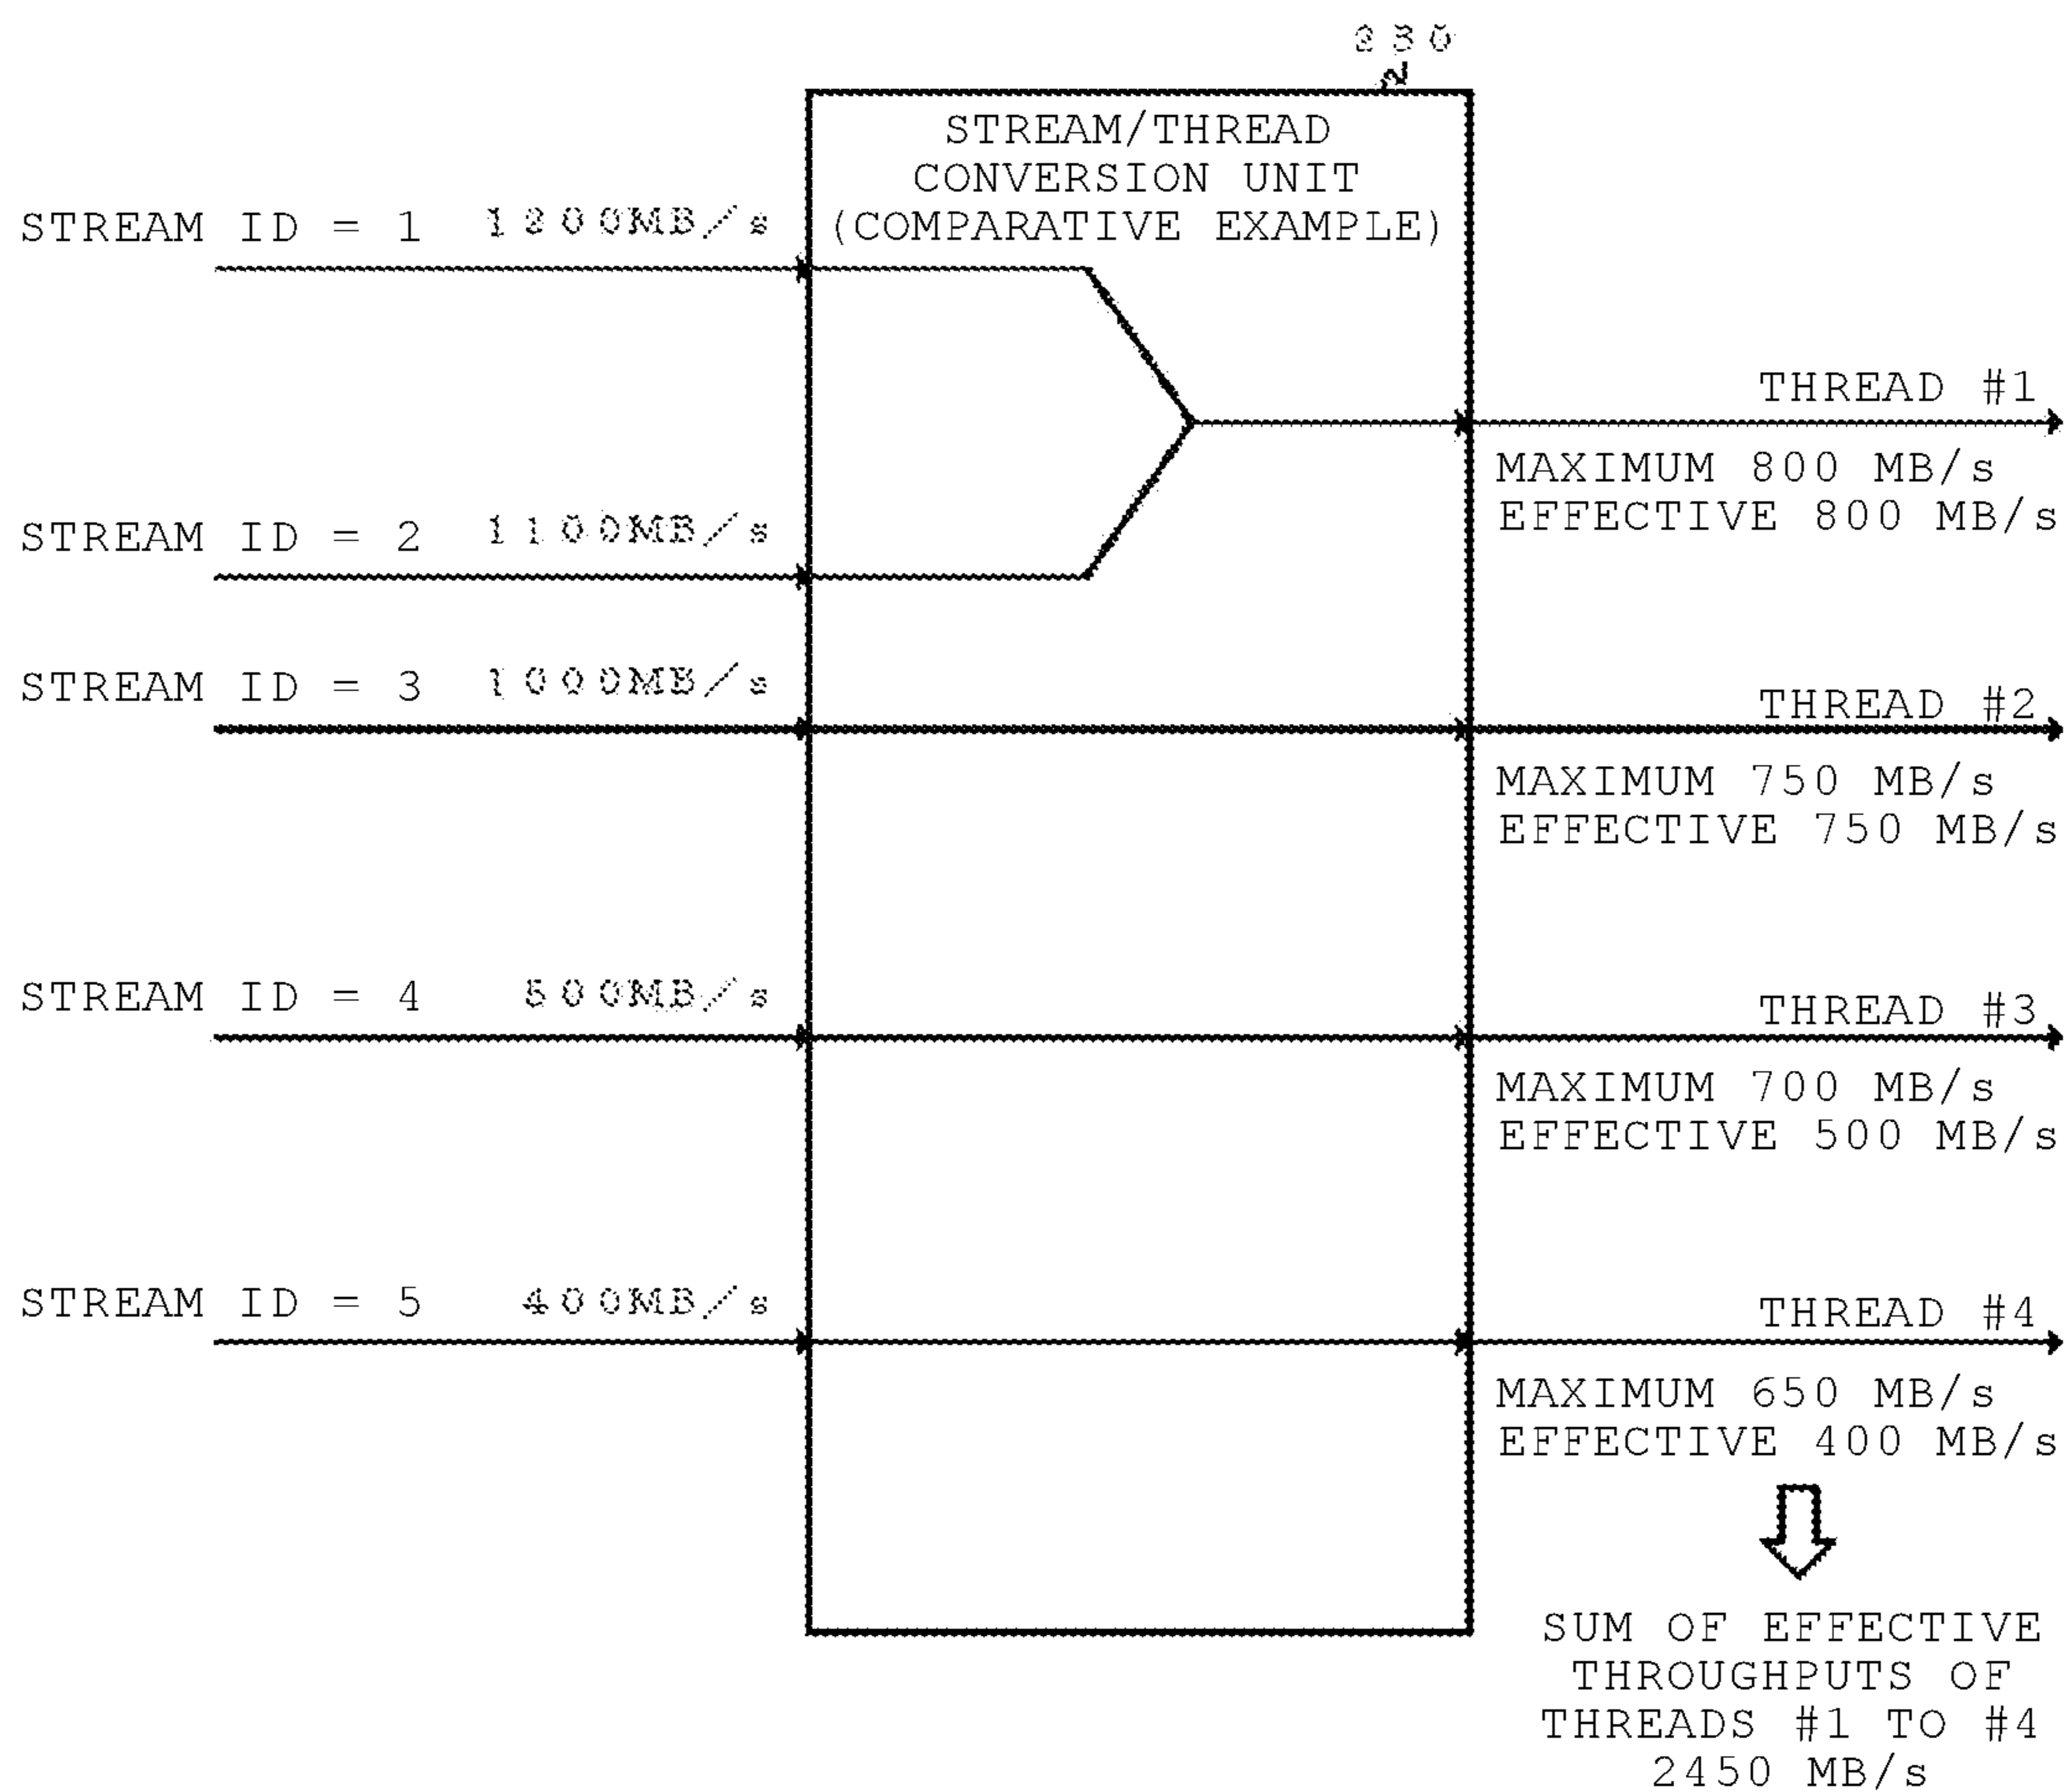 230
STREAM/THREAD
CONVERSION UNIT
(COMPARATIVE EXAMPLE)
STREAM ID = 1 1200MB/s
THREAD #1
MAXIMUM 800 MB/s
EFFECTIVE 800 MB/s
STREAM ID = 2 1100MB/s
STREAM ID = 3 1000MB/s
THREAD #2
MAXIMUM 750 MB/s
EFFECTIVE 750 MB/s
STREAM ID = 4 500MB/s
THREAD #3
MAXIMUM 700 MB/s
EFFECTIVE 500 MB/s
STREAM ID = 5 400MB/s
THREAD #4
MAXIMUM 650 MB/s
EFFECTIVE 400 MB/s
SUM OF EFFECTIVE
THROUGHPUTS OF
THREADS #1 TO #4
2450 MB/s